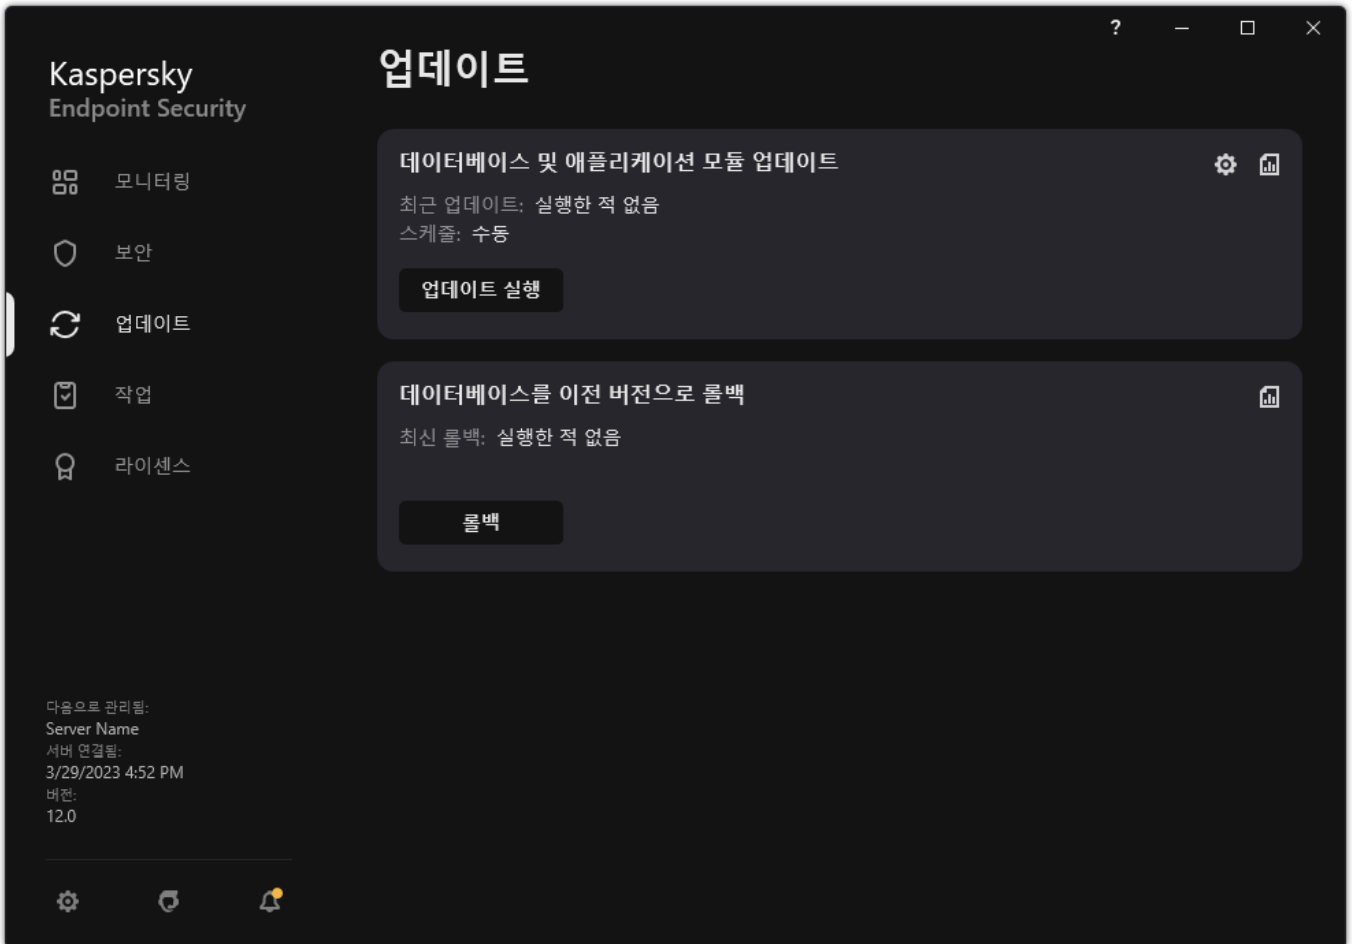 ?
Kaspersky
Endpoint Security
모니터링
보안
업데이트
작업
라이센스
다음으로 관리됨:
Server Name
서버 연결됨:
3/29/2023 4:52 PM
버전:
12.0
업데이트
데이터베이스 및 애플리케이션 모듈 업데이트
최근 업데이트: 실행한 적 없음
스케줄: 수동
업데이트 실행
데이터베이스를 이전 버전으로 롤백
최신 롤백: 실행한 적 없음
롤백